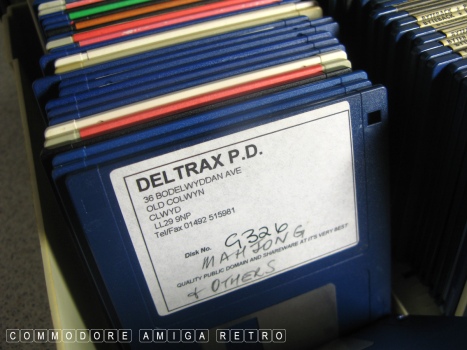 DELTRAX P.D.
36 BODELWYDDAN AVE
OLD COLWYN
CLWYD
LL29 9NP
Tel/Fax 01492 515981
Disk No. G326
MAHJONG
QUALITY PUBLIC DOMAIN AND SHAREWARE AT IT'S VERY BEST
+ OTHERS
COMMODORE AMIGA RETRO